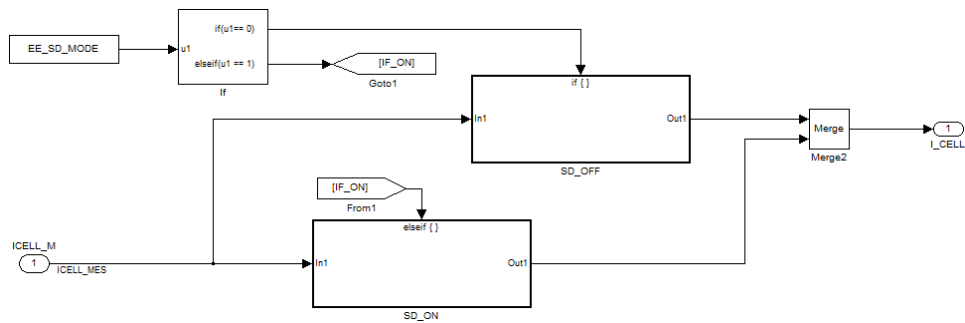 EE_SD_MODE
u1
if(u1== 0)
elseif(u1 == 1)
If
[IF_ON]
Goto1
if { }
In1
Out1
SD_OFF
Merge
Merge2
1
I_CELL
[IF_ON]
From1
elseif { }
In1
Out1
SD_ON
ICELL_M
1
ICELL_MES